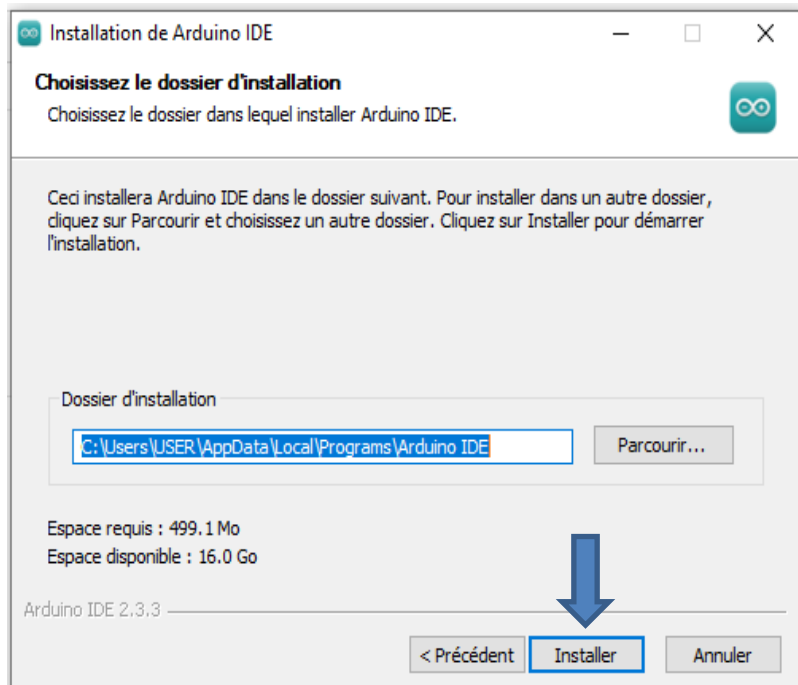 Installation de Arduino IDE
Choisissez le dossier d'installation
Choisissez le dossier dans lequel installer Arduino IDE.
Ceci installera Arduino IDE dans le dossier suivant. Pour installer dans un autre dossier,
cliquez sur Parcourir et choisissez un autre dossier. Cliquez sur Installer pour démarrer
l'installation.
Dossier d'installation
C:\Users\USER\AppData\Local\Programs\Arduino IDE
Parcourir...
Espace requis : 499.1 Mo
Espace disponible : 16.0 Go
Arduino IDE 2.3.3
< Précédent
Installer
Annuler